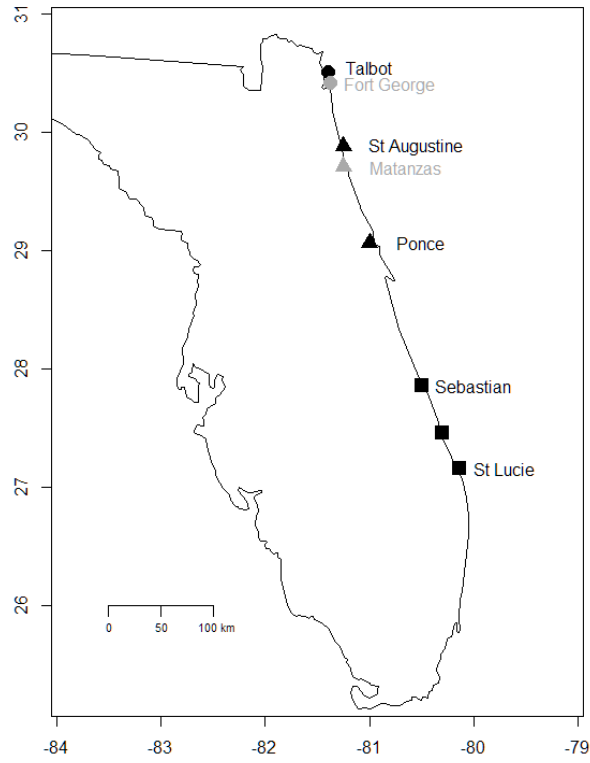 31
Talbot
Fort George
30
St Augustine
Matanzas
29
Ponce
28
Sebastian
27
St Lucie
26
0 50 100 km
-84 -83 -82 -81 -80 -79